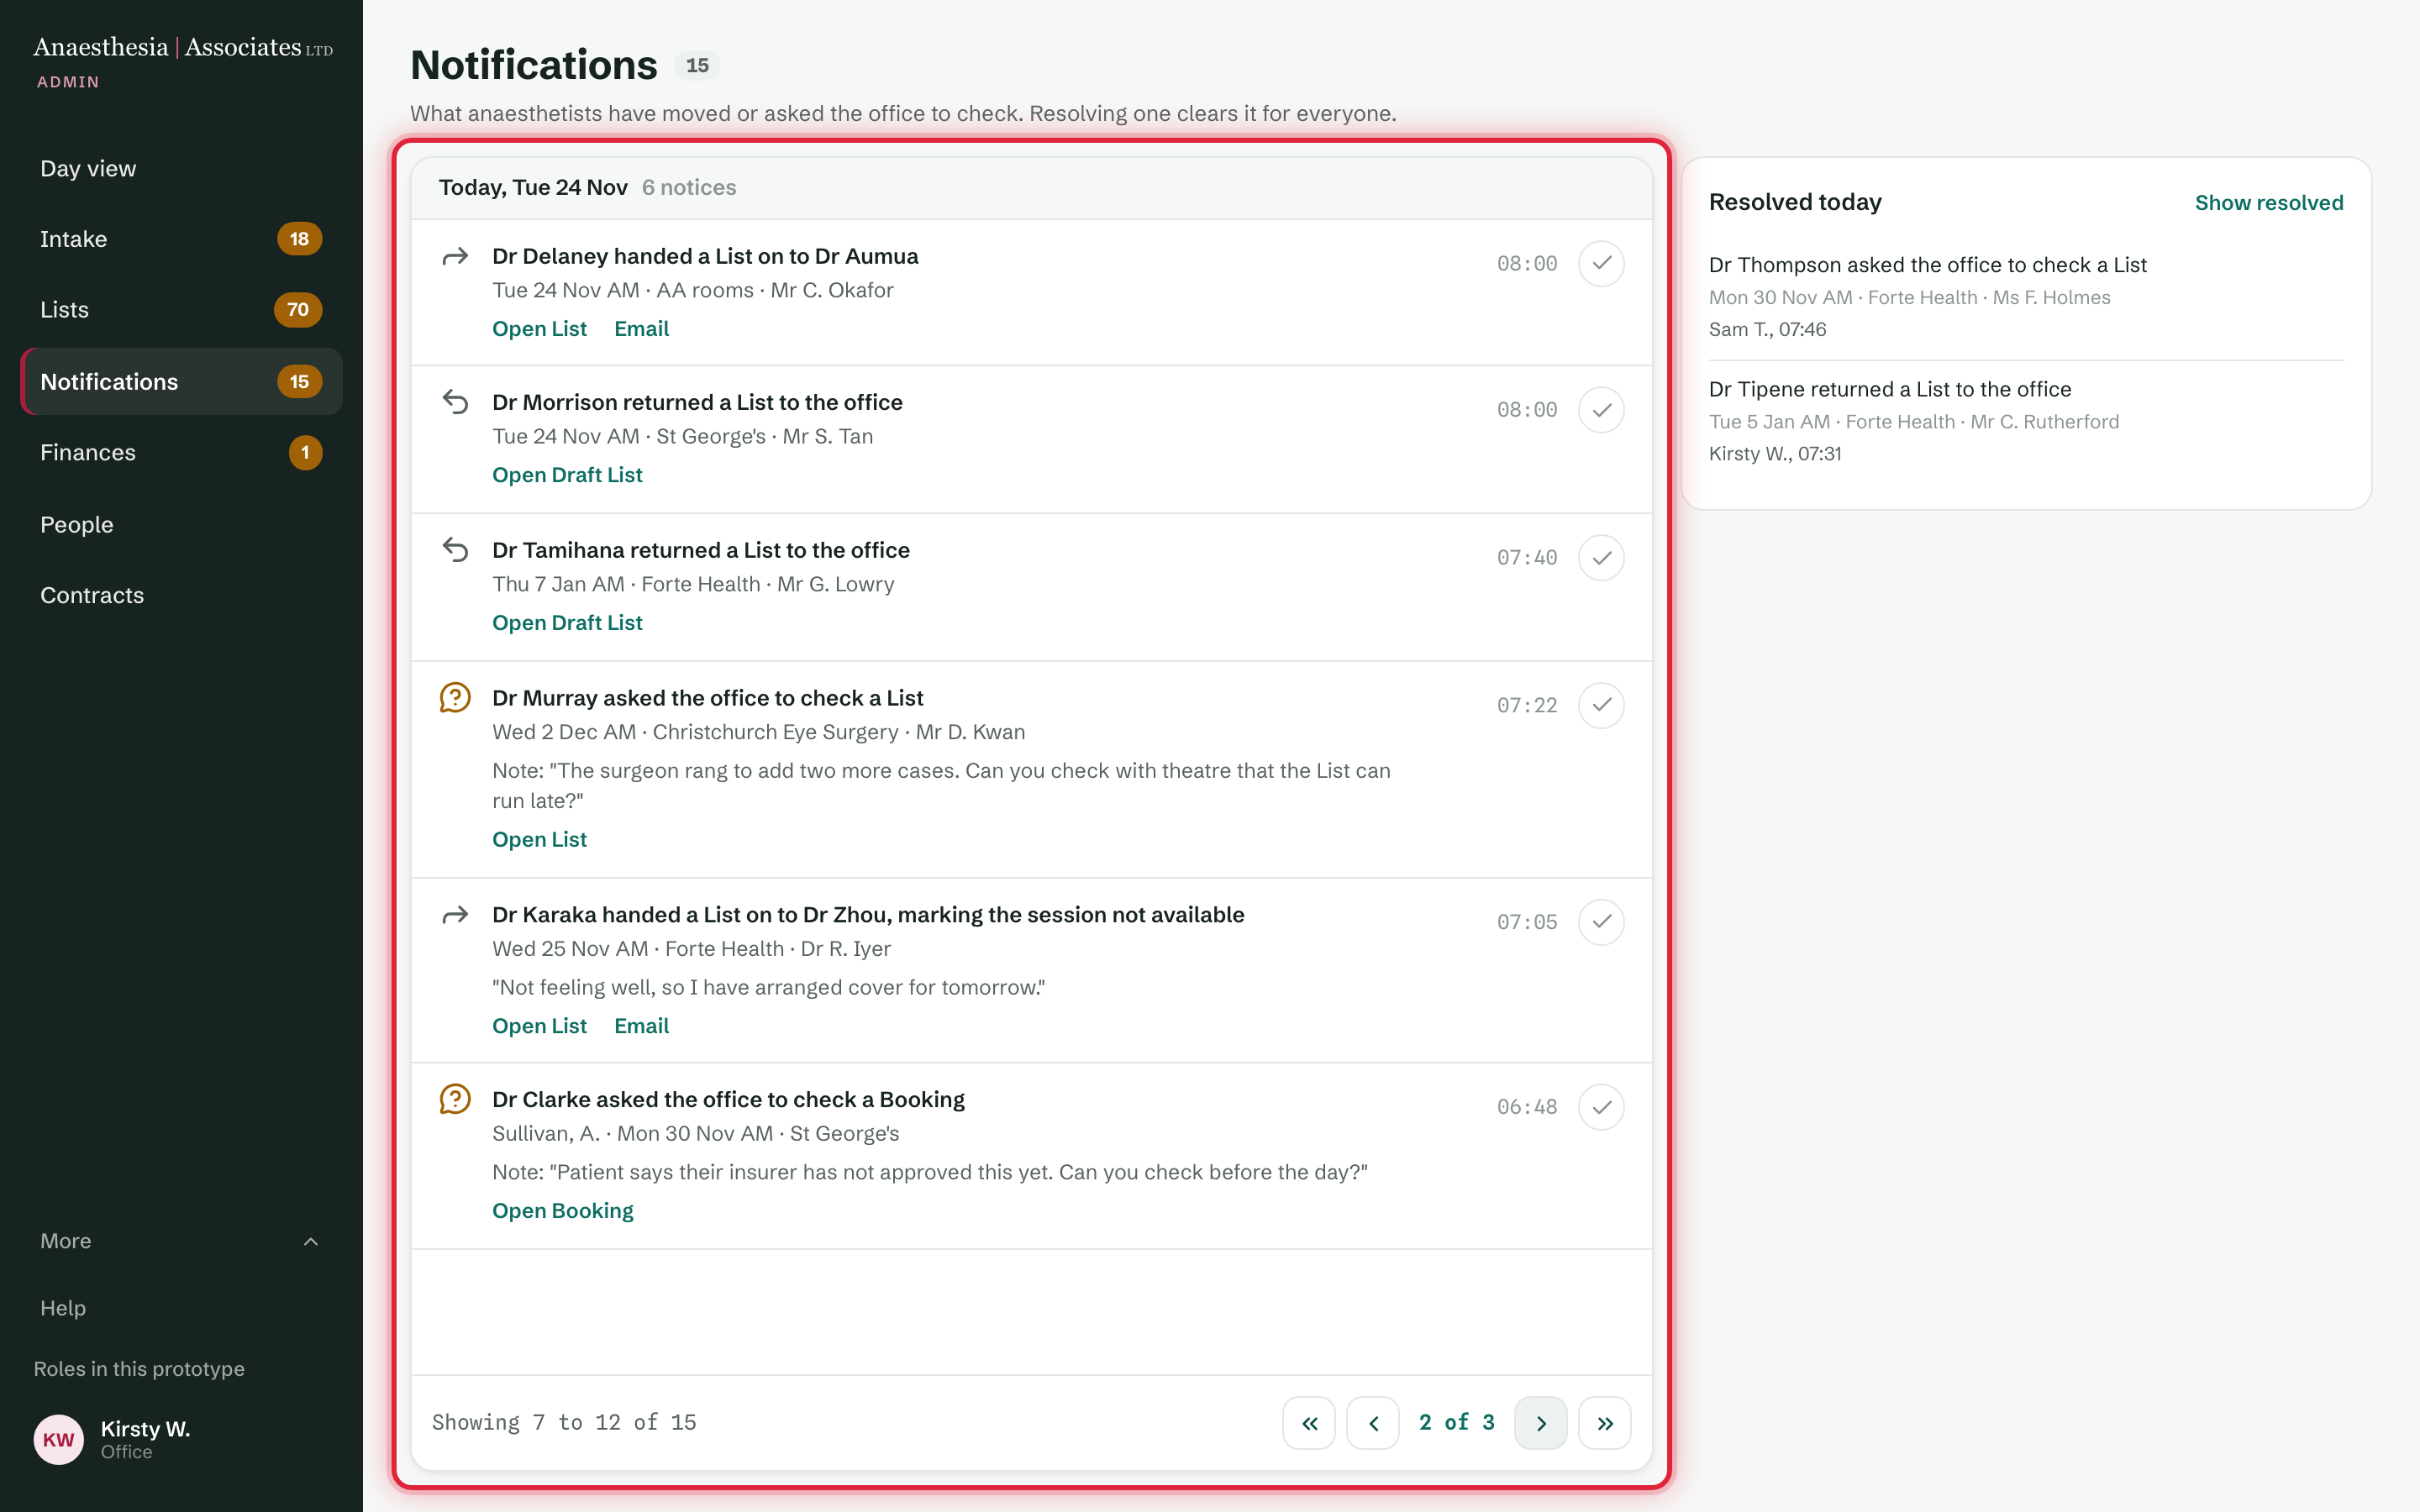 Anaesthesia | Associates LTD
ADMIN
Day view
Intake 18
Lists 70
Notifications 15
Finances 1
People
Contracts
More
Help
Roles in this prototype
KW
Kirsty W.
Office
Notifications 15
What anaesthetists have moved or asked the office to check. Resolving one clears it for everyone.
Today, Tue 24 Nov 6 notices
Dr Delaney handed a List on to Dr Aumua 08:00
Tue 24 Nov AM · AA rooms · Mr C. Okafor
Open List Email
Dr Morrison returned a List to the office 08:00
Tue 24 Nov AM · St George's · Mr S. Tan
Open Draft List
Dr Tamihana returned a List to the office 07:40
Thu 7 Jan AM · Forte Health · Mr G. Lowry
Open Draft List
Dr Murray asked the office to check a List 07:22
Wed 2 Dec AM · Christchurch Eye Surgery · Mr D. Kwan
Note: "The surgeon rang to add two more cases. Can you check with theatre that the List can
run late?"
Open List
Dr Karaka handed a List on to Dr Zhou, marking the session not available 07:05
Wed 25 Nov AM · Forte Health · Dr R. Iyer
"Not feeling well, so I have arranged cover for tomorrow."
Open List Email
Dr Clarke asked the office to check a Booking 06:48
Sullivan, A. · Mon 30 Nov AM · St George's
Note: "Patient says their insurer has not approved this yet. Can you check before the day?"
Open Booking
Showing 7 to 12 of 15
« ‹ 2 of 3 › »
Resolved today Show resolved
Dr Thompson asked the office to check a List
Mon 30 Nov AM · Forte Health · Ms F. Holmes
Sam T., 07:46
Dr Tipene returned a List to the office
Tue 5 Jan AM · Forte Health · Mr C. Rutherford
Kirsty W., 07:31